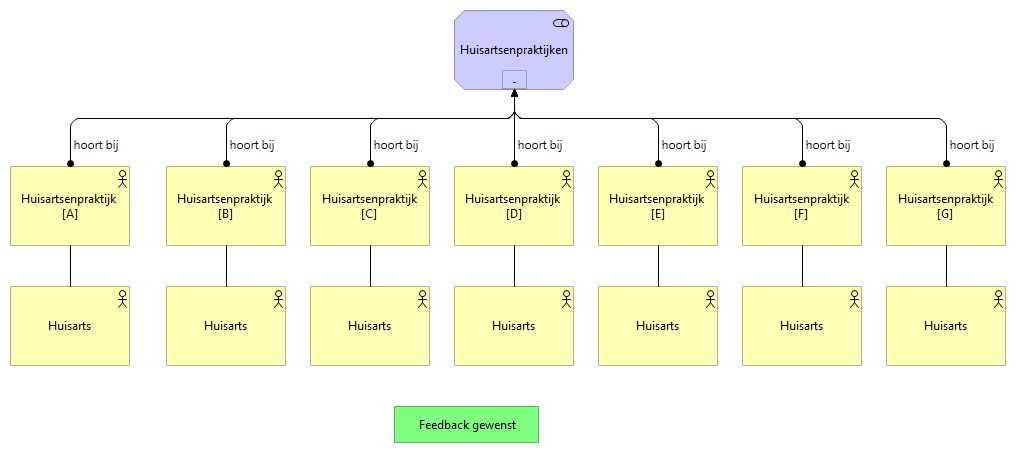 Huisartsenpraktijken
-
hoort bij
hoort bij
hoort bij
hoort bij
hoort bij
hoort bij
hoort bij
Huisartsenpraktijk
[A]
Huisartsenpraktijk
[B]
Huisartsenpraktijk
[C]
Huisartsenpraktijk
[D]
Huisartsenpraktijk
[E]
Huisartsenpraktijk
[F]
Huisartsenpraktijk
[G]
Huisarts
Huisarts
Huisarts
Huisarts
Huisarts
Huisarts
Huisarts
Feedback gewenst